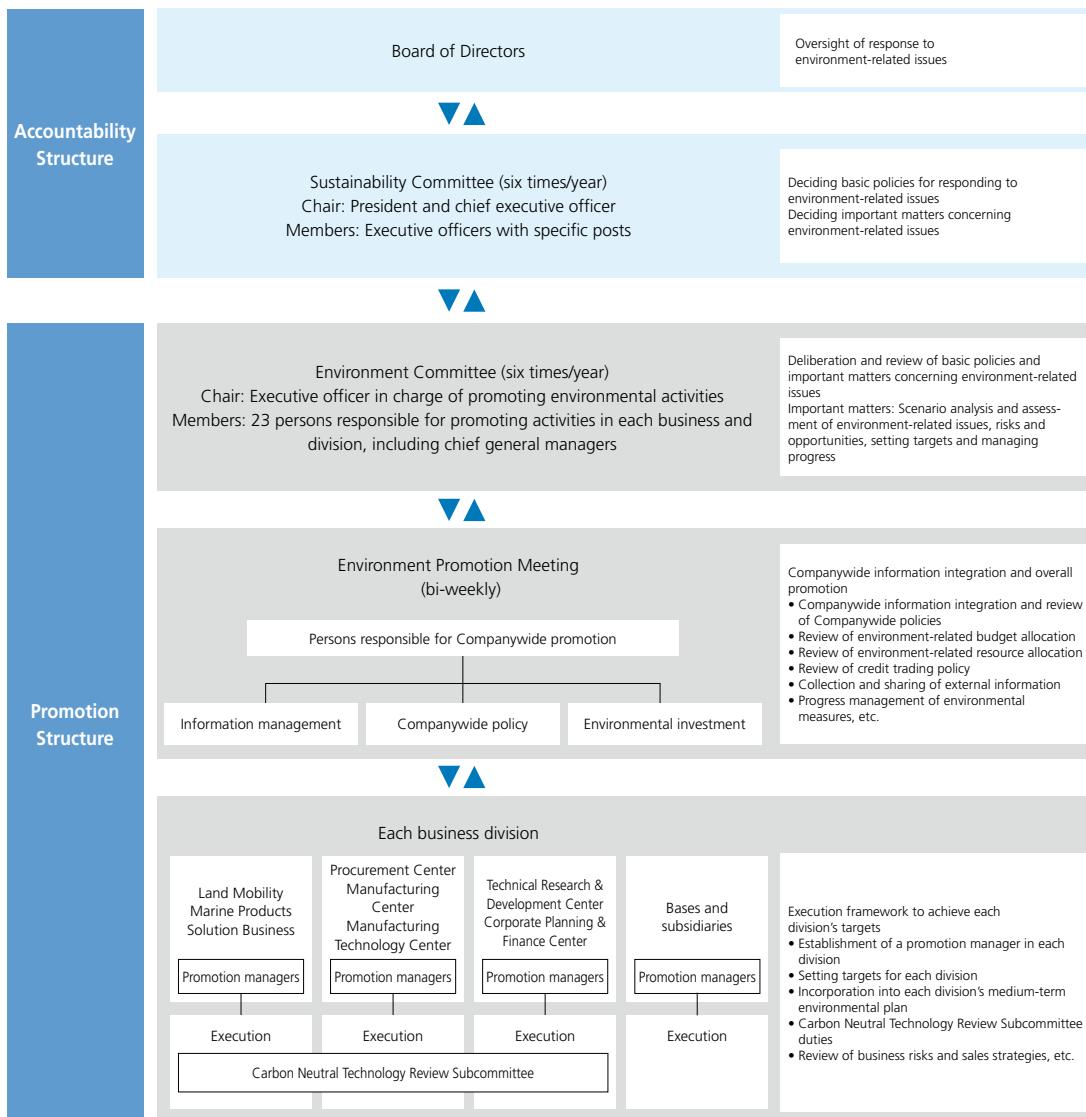 Accountability
Structure
Board of Directors
Oversight of response to
environment-related issues
Sustainability Committee (six times/year)
Chair: President and chief executive officer
Members: Executive officers with specific posts
Deciding basic policies for responding to
environment-related issues
Deciding important matters concerning
environment-related issues
Promotion
Structure
Environment Committee (six times/year)
Chair: Executive officer in charge of promoting environmental activities
Members: 23 persons responsible for promoting activities in each business and
division, including chief general managers
Deliberation and review of basic policies and
important matters concerning environment-related
issues
Important matters: Scenario analysis and assess-
ment of environment-related issues, risks and
opportunities, setting targets and managing
progress
Environment Promotion Meeting
(bi-weekly)
Persons responsible for Companywide promotion
Information management
Companywide policy
Environmental investment
Companywide information integration and overall
promotion
• Companywide information integration and review
of Companywide policies
• Review of environment-related budget allocation
• Review of environment-related resource allocation
• Review of credit trading policy
• Collection and sharing of external information
• Progress management of environmental
measures, etc.
Each business division
Land Mobility
Marine Products
Solution Business
Promotion managers
Execution
Procurement Center
Manufacturing
Center
Manufacturing
Technology Center
Promotion managers
Execution
Technical Research &
Development Center
Corporate Planning &
Finance Center
Promotion managers
Execution
Bases and
subsidiaries
Promotion managers
Execution
Carbon Neutral Technology Review Subcommittee
Execution framework to achieve each
division's targets
• Establishment of a promotion manager in each
division
• Setting targets for each division
• Incorporation into each division's medium-term
environmental plan
• Carbon Neutral Technology Review Subcommittee
duties
• Review of business risks and sales strategies, etc.